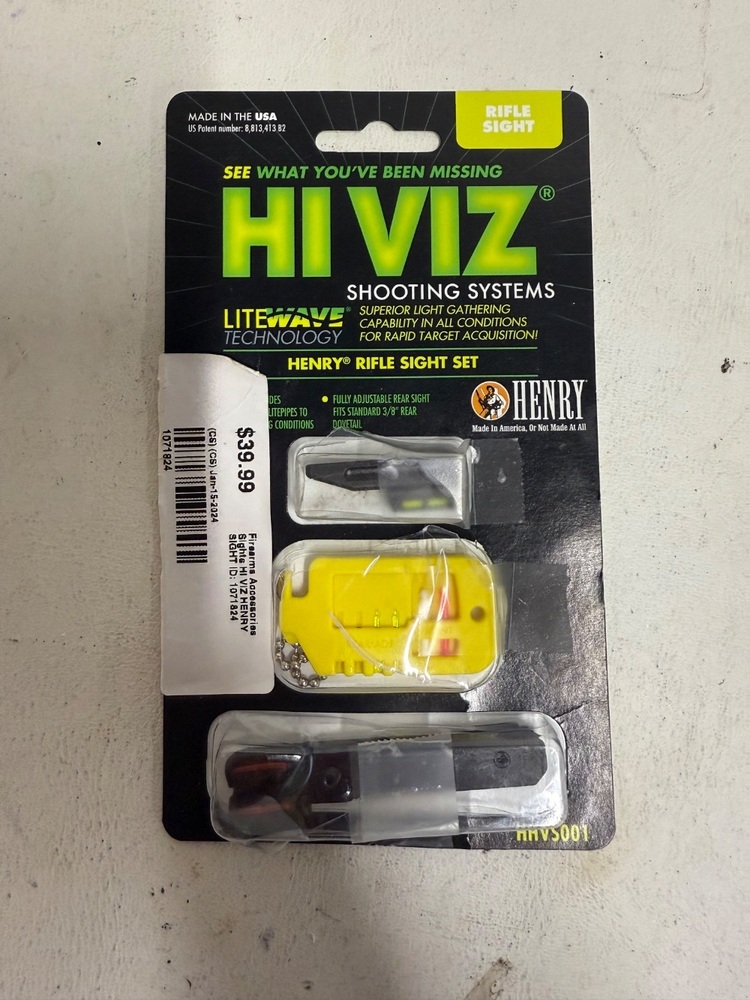 MADE IN THE USA
US Patent number: 8,813,413 B2
RIFLE
SIGHT
SEE WHAT YOU'VE BEEN MISSING
HI VIZ®
SHOOTING SYSTEMS
LITEWAVE®
TECHNOLOGY
SUPERIOR LIGHT GATHERING
CAPABILITY IN ALL CONDITIONS
FOR RAPID TARGET ACQUISITION!
HENRY® RIFLE SIGHT SET
DES
LITEPIPES TO
G CONDITIONS
• FULLY ADJUSTABLE REAR SIGHT
FITS STANDARD 3/8" REAR
DOVETAIL
HENRY
Made In America, Or Not Made At All
$39.99
Firearms Accessories
Sights HI VIZ HENRY
SIGHT ID: 1071824
(CS) (CS) Jan-15-2024
1071824
HHVS001